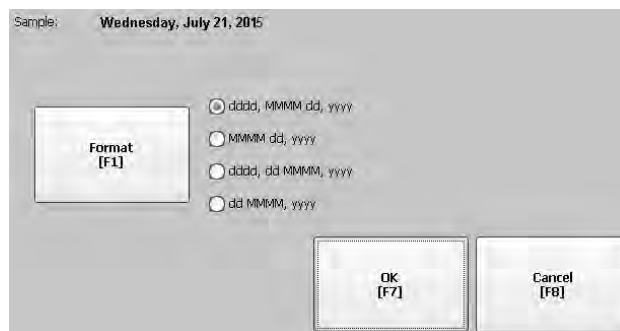 Sample: Wednesday, July 21, 2015
dddd, MMMM dd, yyyy
MMMM dd, yyyy
Format
[F1]
dddd, dd MMMM, yyyy
dd MMMM, yyyy
OK
[F7]
Cancel
[F8]